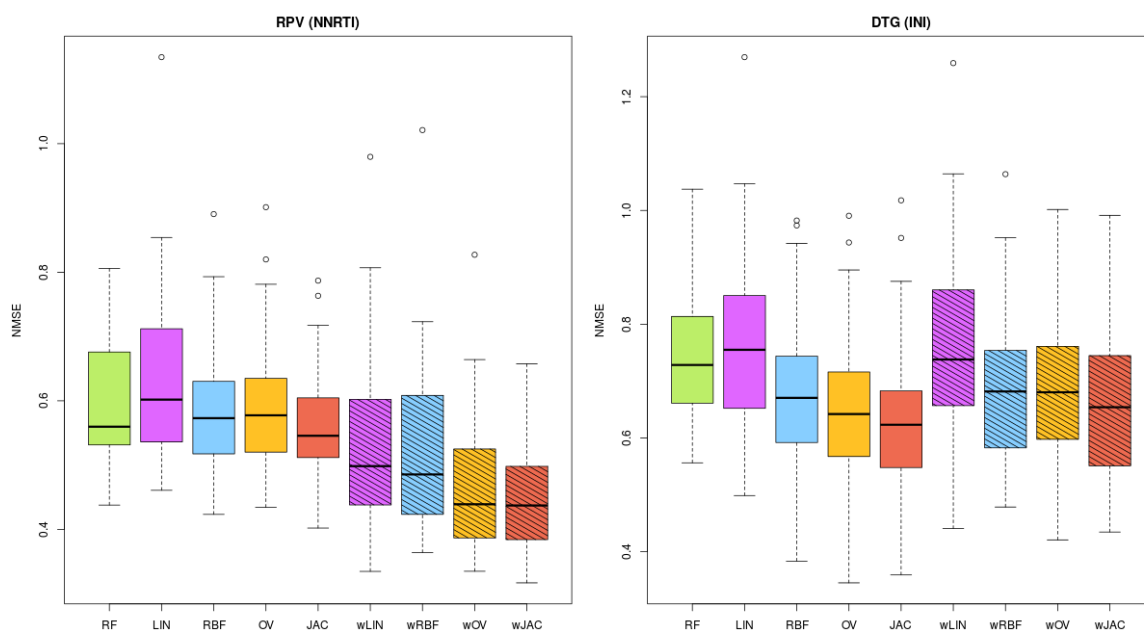 RPV (NNRTI)
NMSE
1.0
0.8
0.6
0.4
RF LIN RBF OV JAC wLIN wRBF wOV wJAC
DTG (INI)
NMSE
1.2
1.0
0.8
0.6
0.4
RF LIN RBF OV JAC wLIN wRBF wOV wJAC